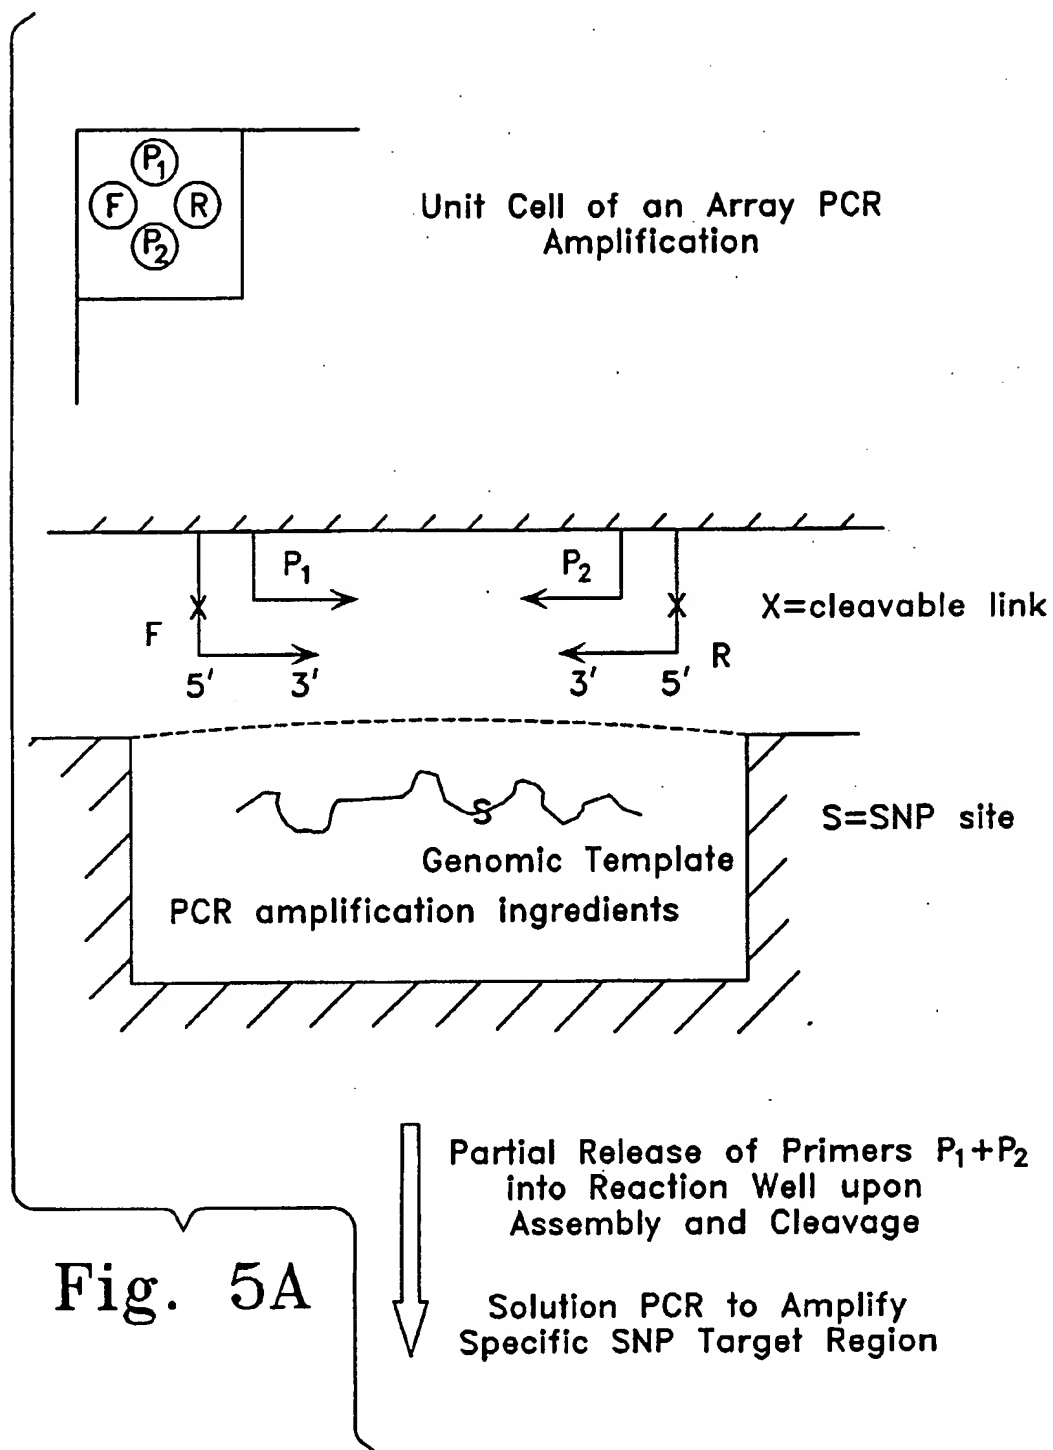 P₁
F R
P₂
Unit Cell of an Array PCR
Amplification
P₁ P₂
X X
X=cleavable link
F R
5' 3' 3' 5'
S
S=SNP site
Genomic Template
PCR amplification ingredients
Partial Release of Primers P₁+P₂
into Reaction Well upon
Assembly and Cleavage
Solution PCR to Amplify
Specific SNP Target Region
Fig. 5A